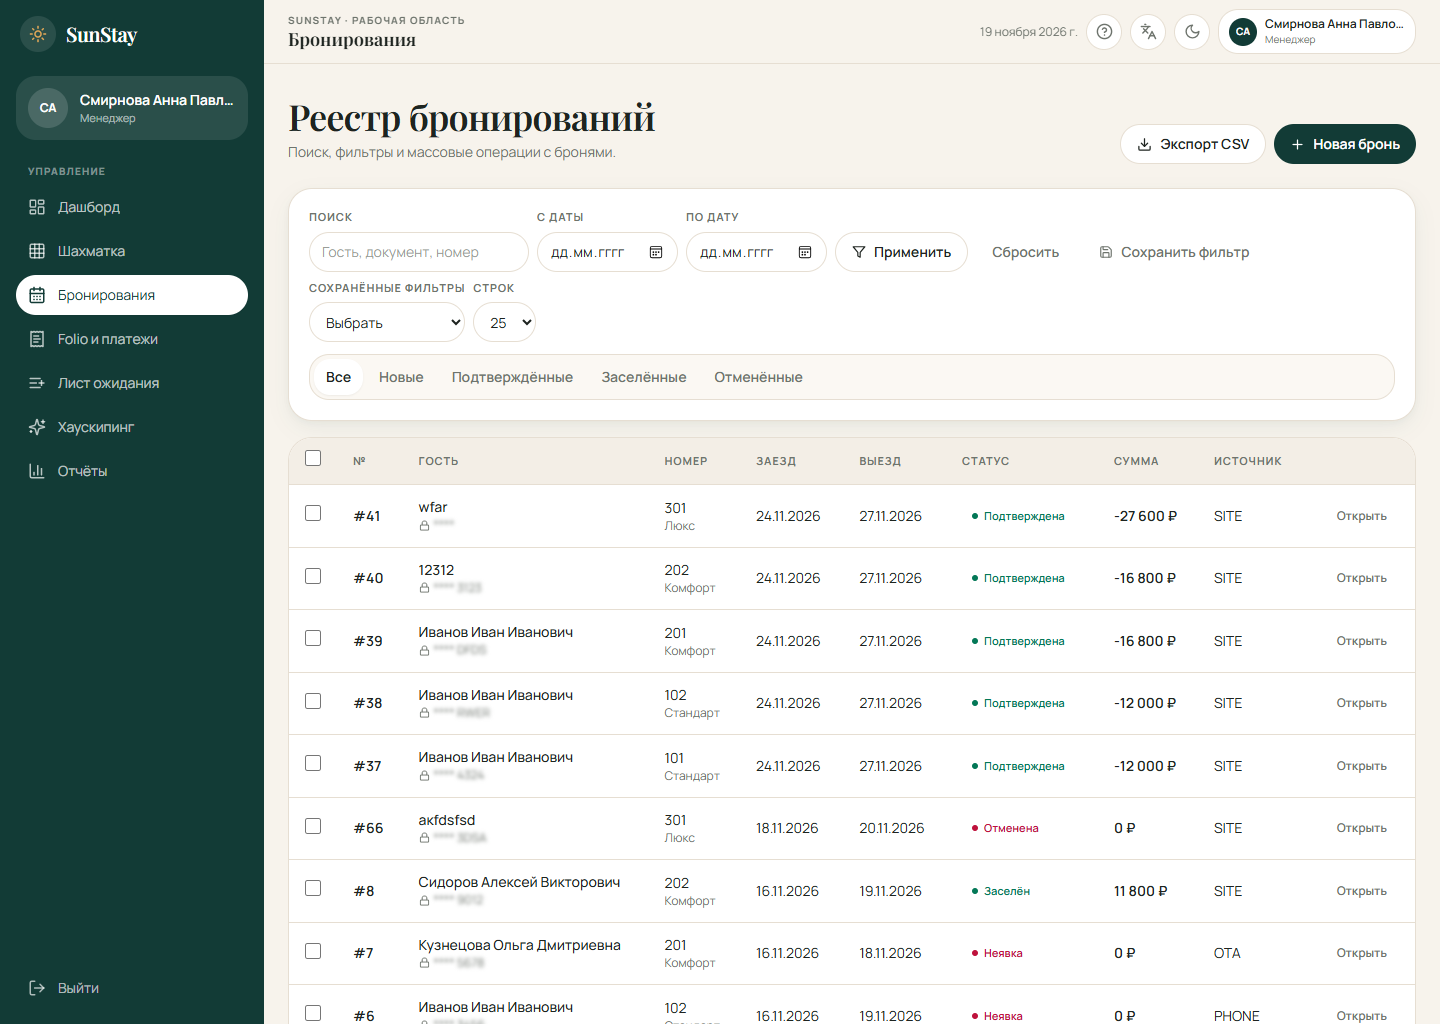 SunStay
СА
Смирнова Анна Павл...
Менеджер
УПРАВЛЕНИЕ
Дашборд
Шахматка
Бронирования
Folio и платежи
Лист ожидания
Хаускипинг
Отчёты
Выйти
SUNSTAY · РАБОЧАЯ ОБЛАСТЬ
Бронирования
19 ноября 2026 г.
СА
Смирнова Анна Павло...
Менеджер
Реестр бронирований
Поиск, фильтры и массовые операции с бронями.
Экспорт CSV
Новая бронь
ПОИСК С ДАТЫ ПО ДАТУ
Гость, документ, номер ДД.ММ.ГГГГ ДД.ММ.ГГГГ Применить Сбросить Сохранить фильтр
СОХРАНЁННЫЕ ФИЛЬТРЫ СТРОК
Выбрать 25
Все Новые Подтверждённые Заселённые Отменённые
№ ГОСТЬ НОМЕР ЗАЕЗД ВЫЕЗД СТАТУС СУММА ИСТОЧНИК
#41 wfar 301 24.11.2026 27.11.2026 Подтверждена -27 600 ₽ SITE Открыть
**** Люкс
#40 12312 202 24.11.2026 27.11.2026 Подтверждена -16 800 ₽ SITE Открыть
**** Комфорт
#39 Иванов Иван Иванович 201 24.11.2026 27.11.2026 Подтверждена -16 800 ₽ SITE Открыть
**** Комфорт
#38 Иванов Иван Иванович 102 24.11.2026 27.11.2026 Подтверждена -12 000 ₽ SITE Открыть
**** Стандарт
#37 Иванов Иван Иванович 101 24.11.2026 27.11.2026 Подтверждена -12 000 ₽ SITE Открыть
**** Стандарт
#66 акfdsfsd 301 18.11.2026 20.11.2026 Отменена 0 ₽ SITE Открыть
**** Люкс
#8 Сидоров Алексей Викторович 202 16.11.2026 19.11.2026 Заселён 11 800 ₽ SITE Открыть
**** Комфорт
#7 Кузнецова Ольга Дмитриевна 201 16.11.2026 18.11.2026 Неявка 0 ₽ OTA Открыть
**** Комфорт
#6 Иванов Иван Иванович 102 16.11.2026 19.11.2026 Неявка 0 ₽ PHONE Открыть